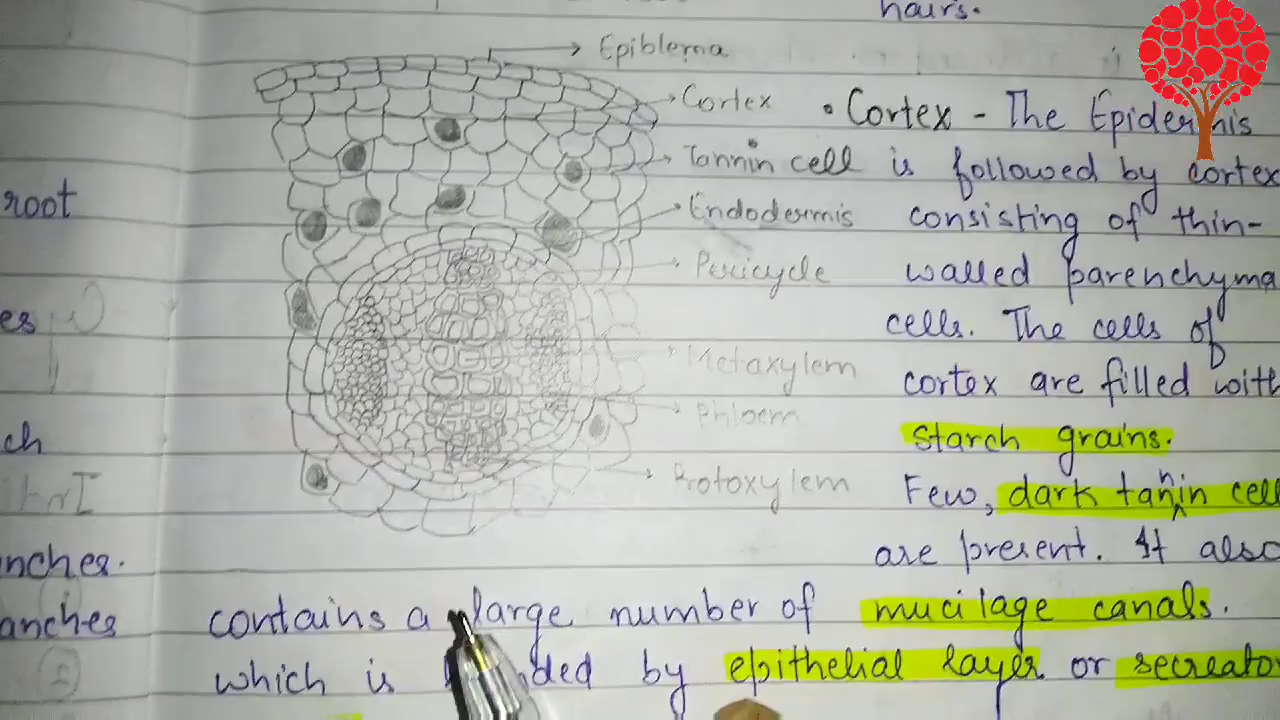 hairs.
Epiblema
Cortex
Tannin cell
Endodermis
Pericycle
Metaxylem
Phloem
Protoxylem
• Cortex - The Epidermis
is followed by cortex
consisting of thin-
walled parenchyma
cells. The cells of
cortex are filled with
starch grains.
Few, dark tannin cell
are present. It also
contains a large number of mucilage canals.
which is by epithelial layer or secreato
root
es
ch
nches.
anches